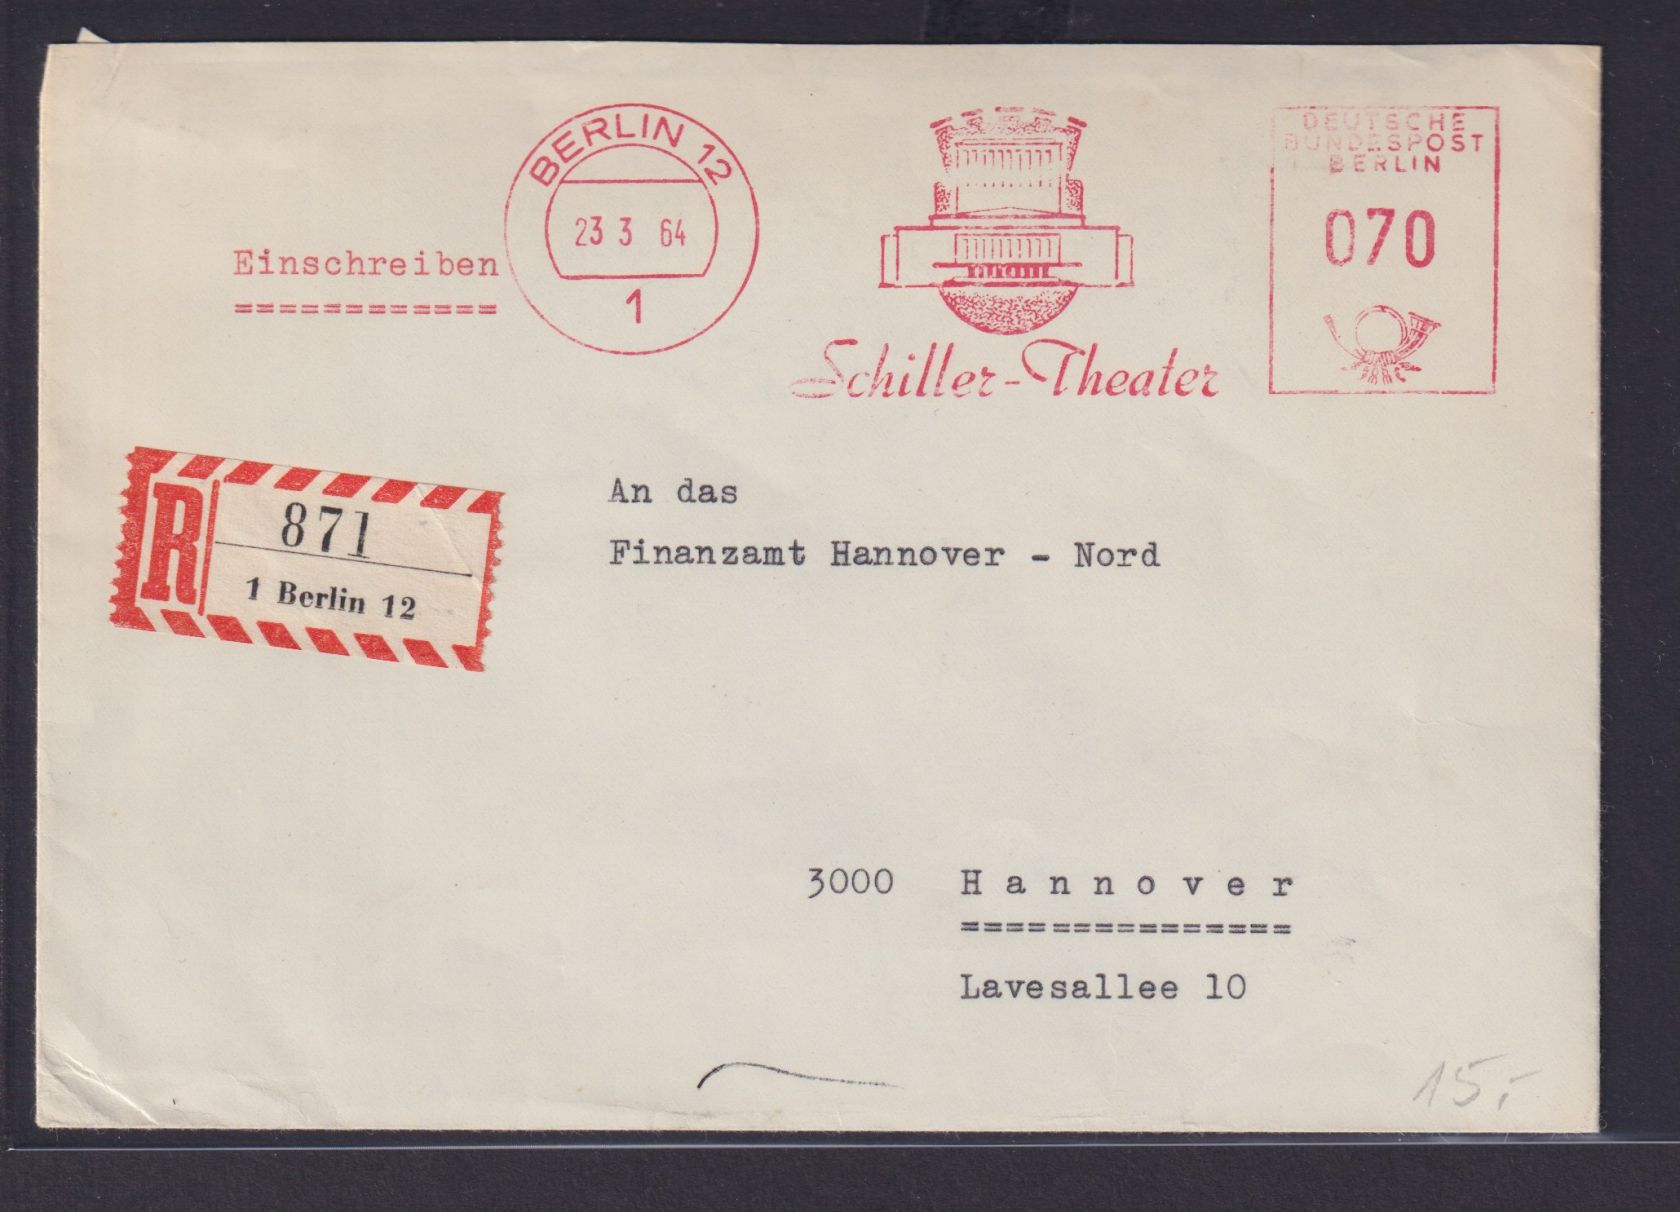 BERLIN 12
23 3 64
1
Schiller-Theater
DEUTSCHE
BUNDESPOST
BERLIN
070
Einschreiben
============
R
871
1 Berlin 12
An das
Finanzamt Hannover - Nord
3000 Hannover
===============
Lavesallee 10
15,-